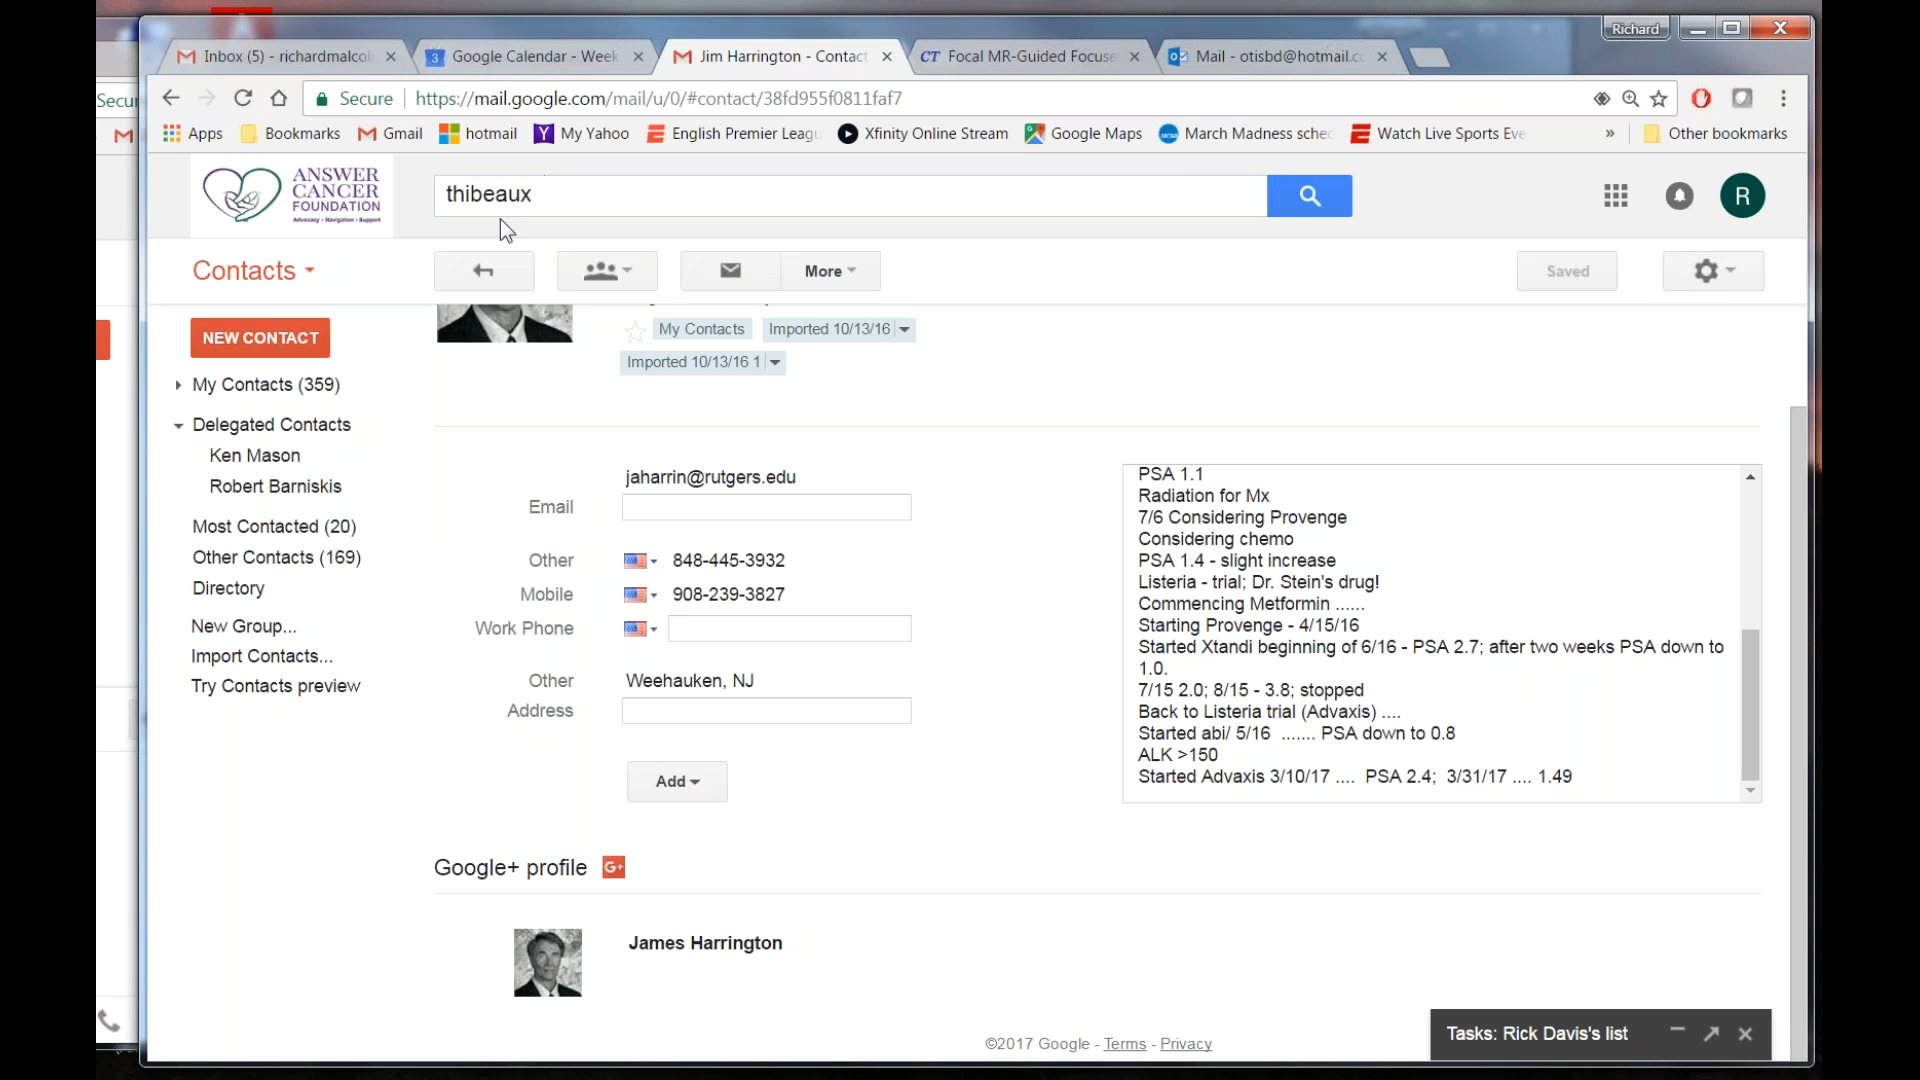 Richard
Inbox (5) - richardmalcol
Google Calendar - Week
Jim Harrington - Contact
CT Focal MR-Guided Focuse
Mail - otisbd@hotmail.co
Secure https://mail.google.com/mail/u/0/#contact/38fd955f0811faf7
Secur
Apps
Bookmarks
Gmail
hotmail
My Yahoo
English Premier Leagu
Xfinity Online Stream
Google Maps
March Madness sched
Watch Live Sports Eve
»
Other bookmarks
ANSWER
CANCER
FOUNDATION
Advocacy • Navigation • Support
thibeaux
R
Contacts
More
Saved
NEW CONTACT
My Contacts (359)
Delegated Contacts
Ken Mason
Robert Barniskis
Most Contacted (20)
Other Contacts (169)
Directory
New Group...
Import Contacts...
Try Contacts preview
My Contacts
Imported 10/13/16
Imported 10/13/16 1
jaharrin@rutgers.edu
Email
Other 848-445-3932
Mobile 908-239-3827
Work Phone
Other Weehauken, NJ
Address
Add
PSA 1.1
Radiation for Mx
7/6 Considering Provenge
Considering chemo
PSA 1.4 - slight increase
Listeria - trial; Dr. Stein's drug!
Commencing Metformin ......
Starting Provenge - 4/15/16
Started Xtandi beginning of 6/16 - PSA 2.7; after two weeks PSA down to
1.0.
7/15 2.0; 8/15 - 3.8; stopped
Back to Listeria trial (Advaxis) ....
Started abi/ 5/16 ....... PSA down to 0.8
ALK >150
Started Advaxis 3/10/17 .... PSA 2.4; 3/31/17 .... 1.49
Google+ profile G+
James Harrington
©2017 Google - Terms - Privacy
Tasks: Rick Davis's list